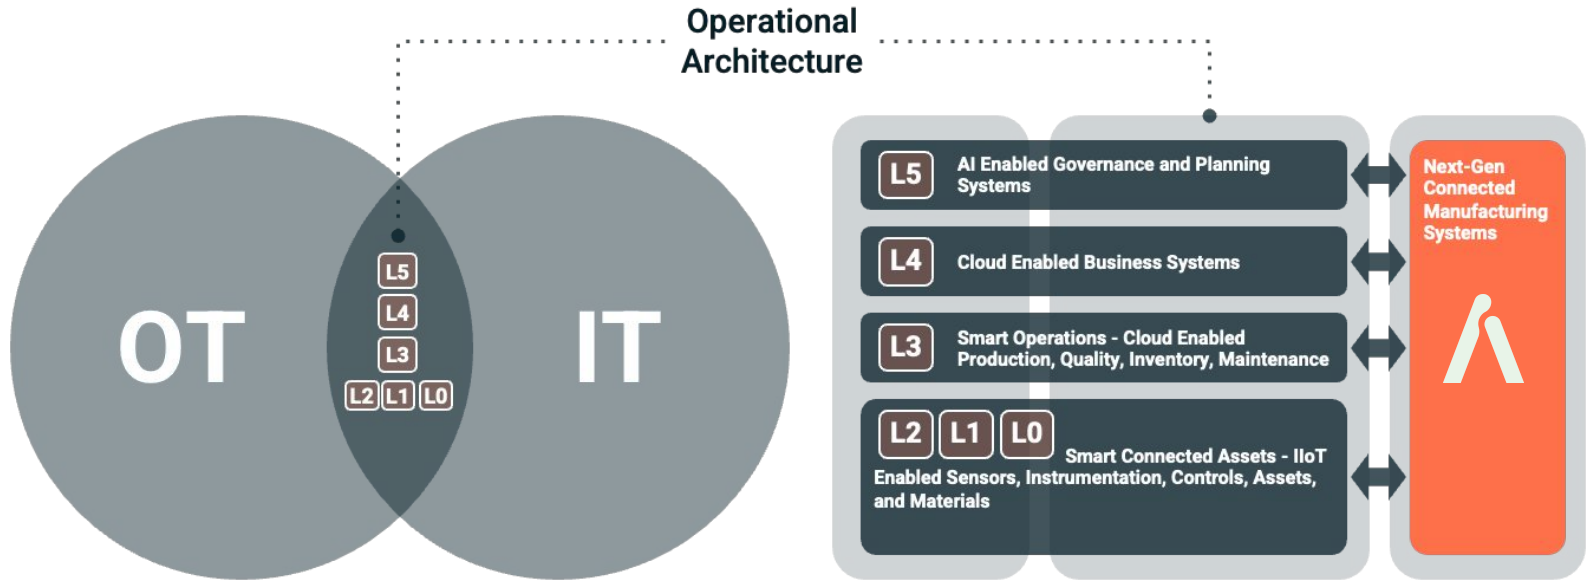 Operational
Architecture
OT
IT
L5
L4
L3
L2 L1 L0
L5
AI Enabled Governance and Planning
Systems
L4
Cloud Enabled Business Systems
L3
Smart Operations - Cloud Enabled
Production, Quality, Inventory, Maintenance
L2 L1 L0
Smart Connected Assets - IIoT
Enabled Sensors, Instrumentation, Controls, Assets,
and Materials
Next-Gen
Connected
Manufacturing
Systems